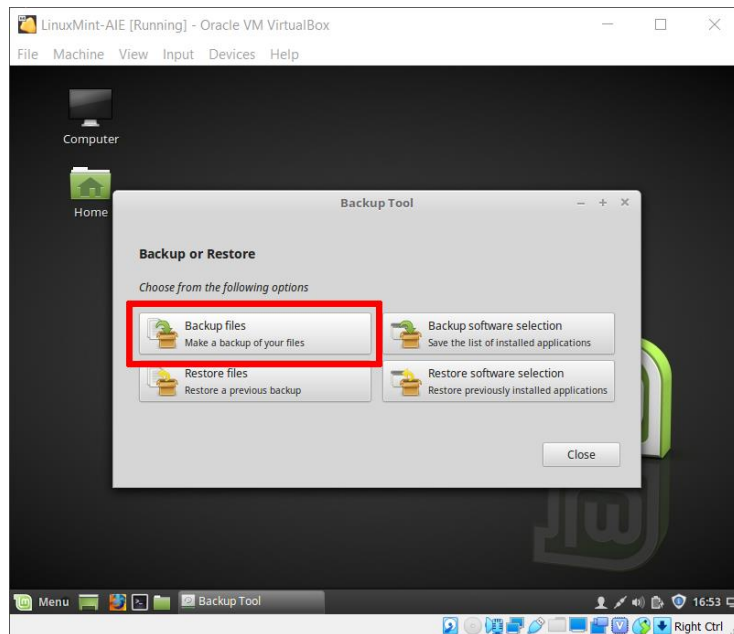 LinuxMint-AIE [Running] - Oracle VM VirtualBox
File Machine View Input Devices Help
Computer
Home
Backup Tool
Backup or Restore
Choose from the following options
Backup files
Make a backup of your files
Backup software selection
Save the list of installed applications
Restore files
Restore a previous backup
Restore software selection
Restore previously installed applications
Close
Menu Backup Tool 16:53
Right Ctrl